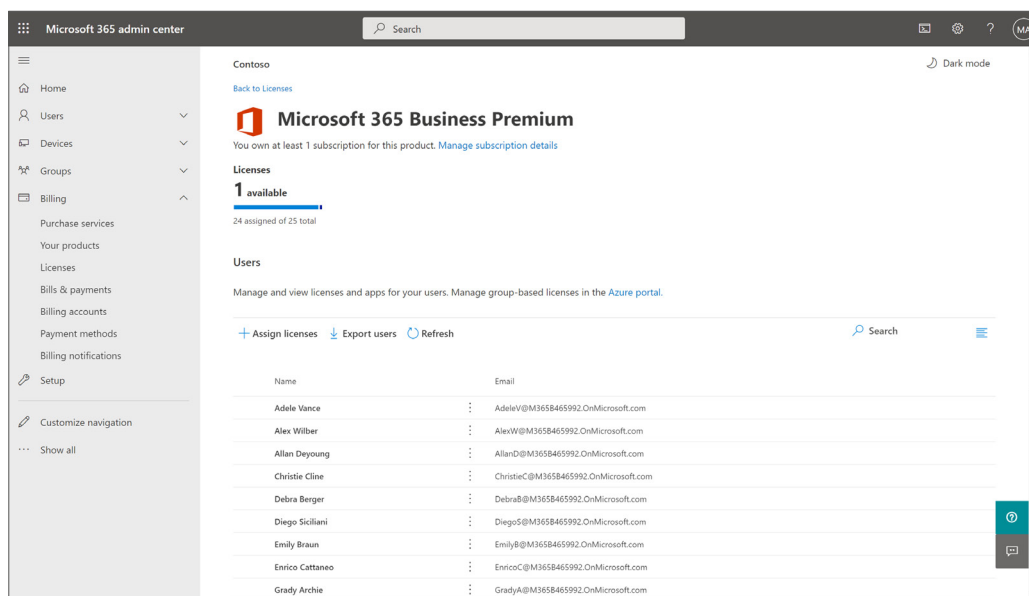 Microsoft 365 admin center
Search
?
MA
Contoso
Dark mode
Back to Licenses
Home
Users
Devices
Groups
Billing
Purchase services
Your products
Licenses
Bills & payments
Billing accounts
Payment methods
Billing notifications
Setup
Customize navigation
Show all
Microsoft 365 Business Premium
You own at least 1 subscription for this product. Manage subscription details
Licenses
1 available
24 assigned of 25 total
Users
Manage and view licenses and apps for your users. Manage group-based licenses in the Azure portal.
Assign licenses Export users Refresh Search
Name Email
Adele Vance AdeleV@M365B465992.OnMicrosoft.com
Alex Wilber AlexW@M365B465992.OnMicrosoft.com
Allan Deyoung AllanD@M365B465992.OnMicrosoft.com
Christie Cline ChristieC@M365B465992.OnMicrosoft.com
Debra Berger DebraB@M365B465992.OnMicrosoft.com
Diego Siciliani DiegoS@M365B465992.OnMicrosoft.com
Emily Braun EmilyB@M365B465992.OnMicrosoft.com
Enrico Cattaneo EnricoC@M365B465992.OnMicrosoft.com
Grady Archie GradyA@M365B465992.OnMicrosoft.com